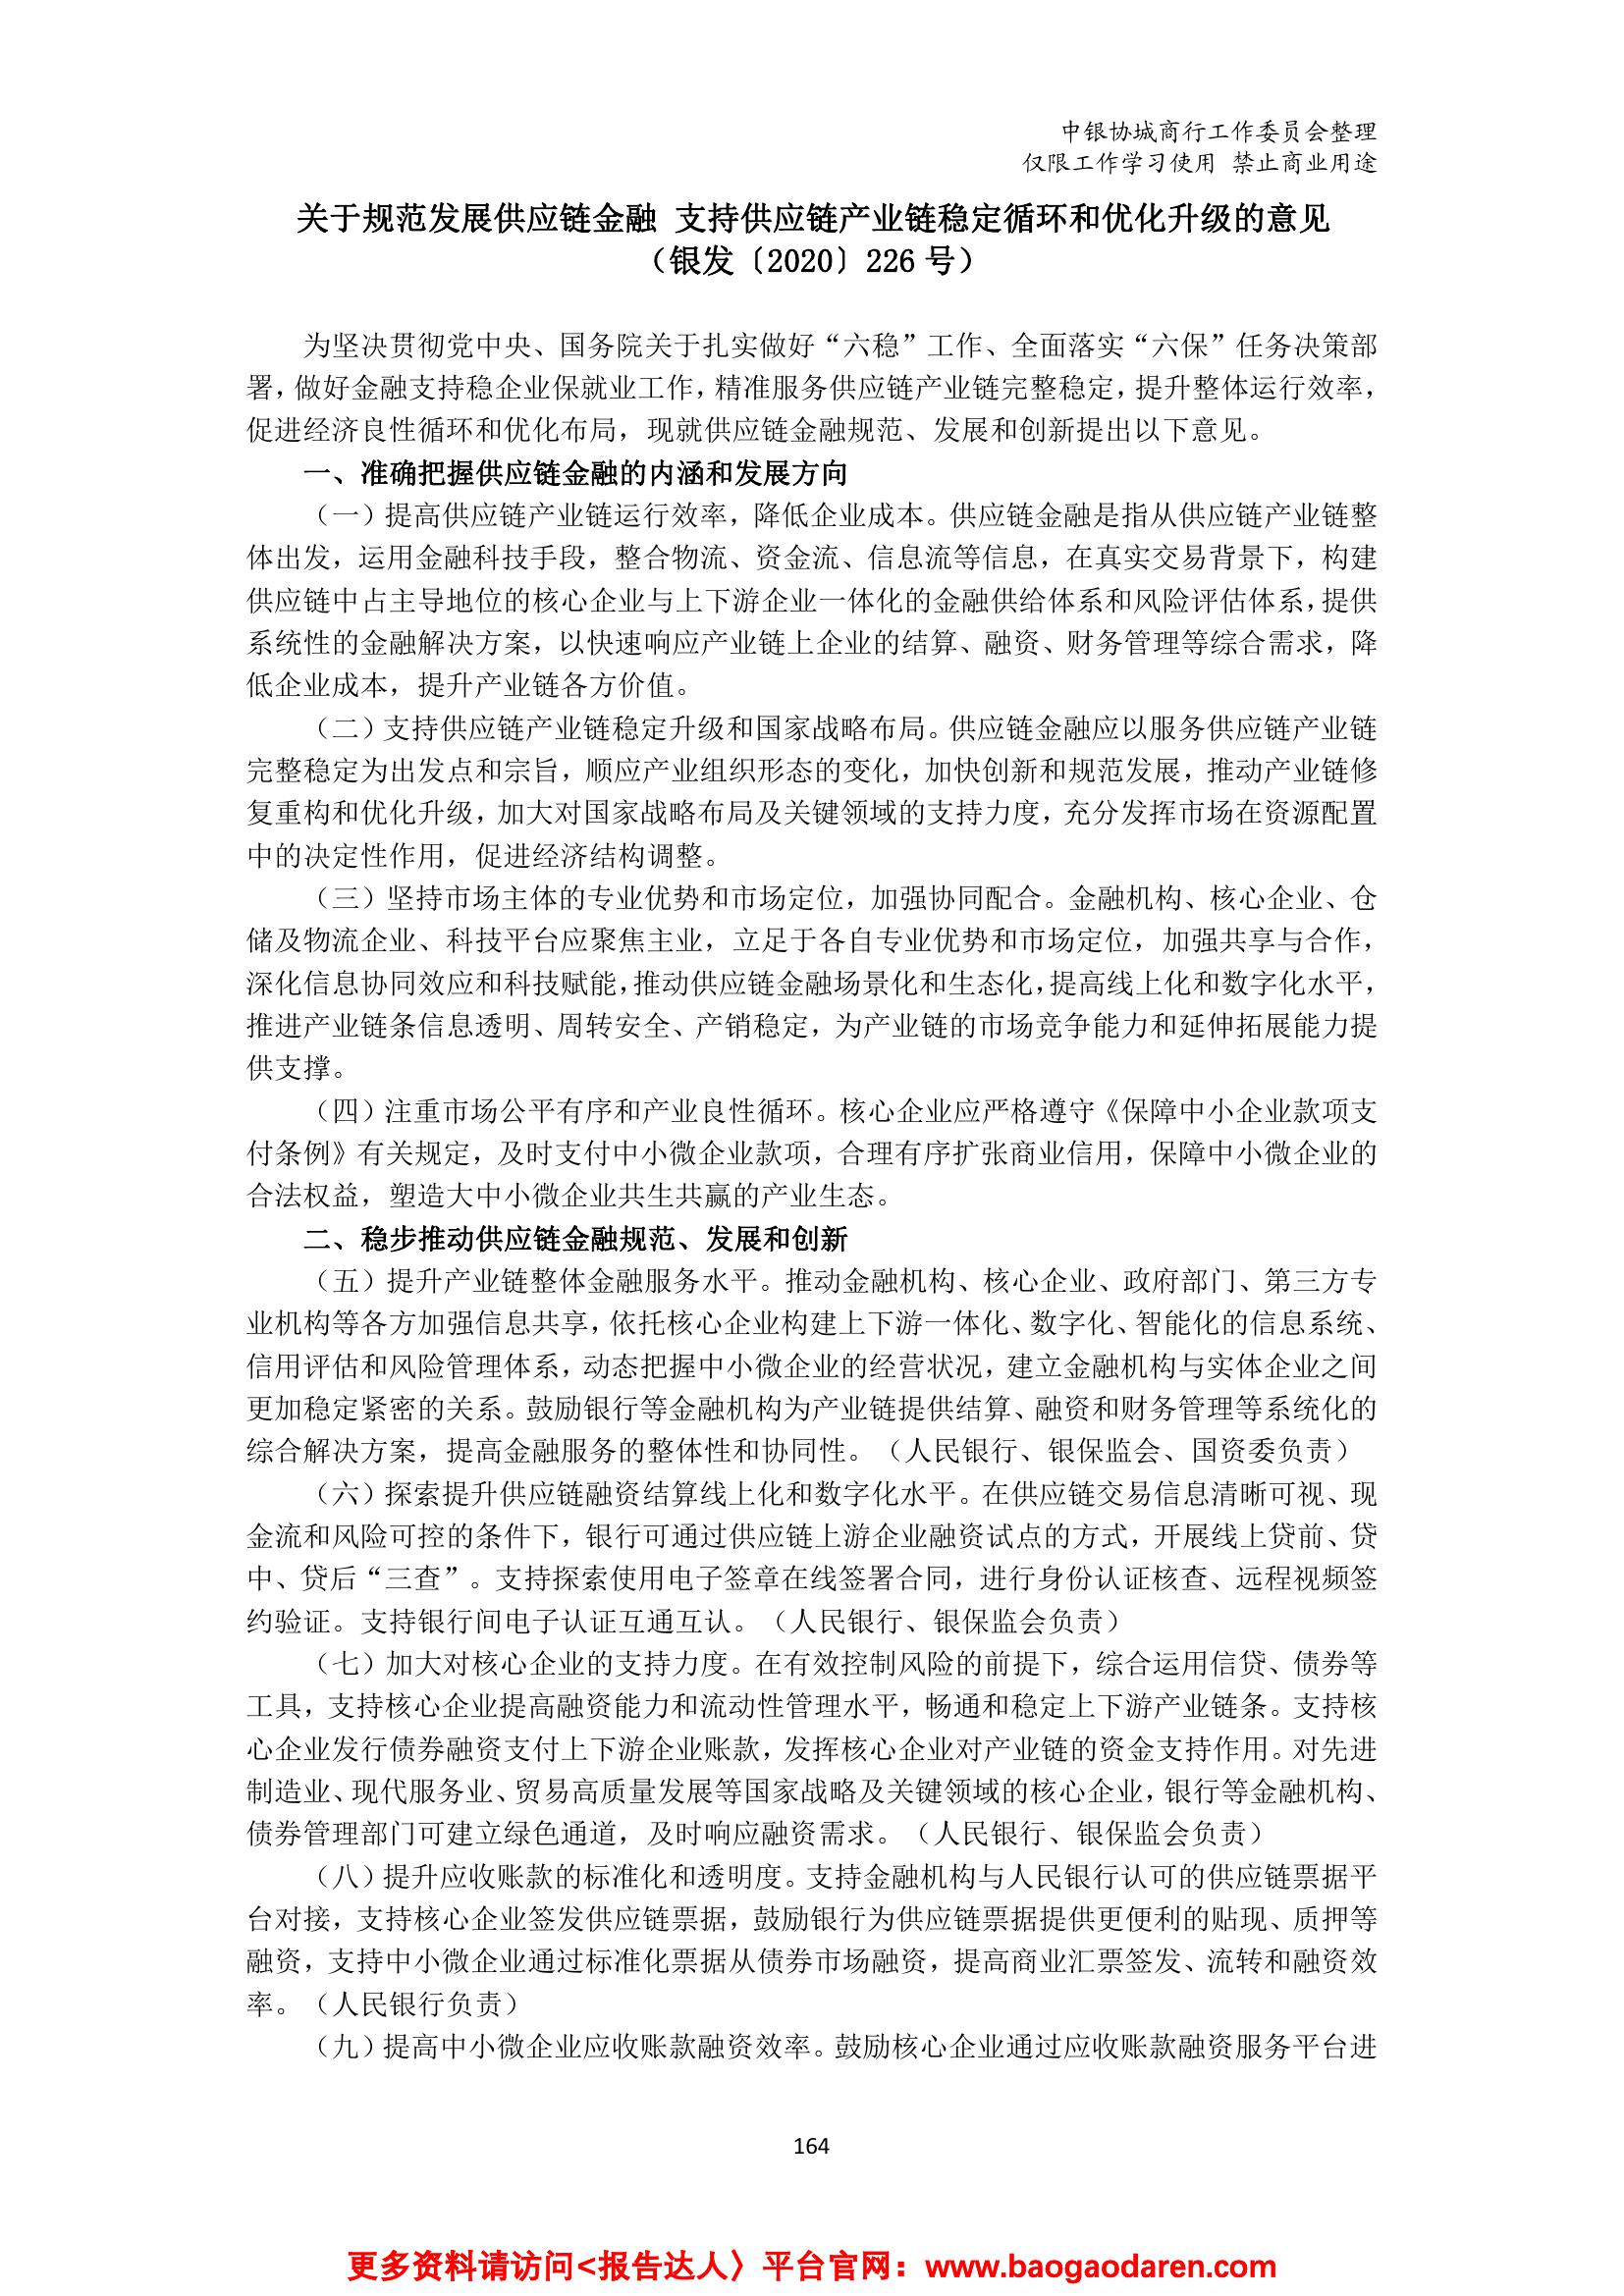 中银协城商行工作委员会整理
仅限工作学习使用 禁止商业用途
关于规范发展供应链金融 支持供应链产业链稳定循环和优化升级的意见
（银发〔2020〕226 号）
为坚决贯彻党中央、国务院关于扎实做好“六稳”工作、全面落实“六保”任务决策部
署，做好金融支持稳企业保就业工作，精准服务供应链产业链完整稳定，提升整体运行效率，
促进经济良性循环和优化布局，现就供应链金融规范、发展和创新提出以下意见。
一、准确把握供应链金融的内涵和发展方向
（一）提高供应链产业链运行效率，降低企业成本。供应链金融是指从供应链产业链整
体出发，运用金融科技手段，整合物流、资金流、信息流等信息，在真实交易背景下，构建
供应链中占主导地位的核心企业与上下游企业一体化的金融供给体系和风险评估体系，提供
系统性的金融解决方案，以快速响应产业链上企业的结算、融资、财务管理等综合需求，降
低企业成本，提升产业链各方价值。
（二）支持供应链产业链稳定升级和国家战略布局。供应链金融应以服务供应链产业链
完整稳定为出发点和宗旨，顺应产业组织形态的变化，加快创新和规范发展，推动产业链修
复重构和优化升级，加大对国家战略布局及关键领域的支持力度，充分发挥市场在资源配置
中的决定性作用，促进经济结构调整。
（三）坚持市场主体的专业优势和市场定位，加强协同配合。金融机构、核心企业、仓
储及物流企业、科技平台应聚焦主业，立足于各自专业优势和市场定位，加强共享与合作，
深化信息协同效应和科技赋能，推动供应链金融场景化和生态化，提高线上化和数字化水平，
推进产业链条信息透明、周转安全、产销稳定，为产业链的市场竞争能力和延伸拓展能力提
供支撑。
（四）注重市场公平有序和产业良性循环。核心企业应严格遵守《保障中小企业款项支
付条例》有关规定，及时支付中小微企业款项，合理有序扩张商业信用，保障中小微企业的
合法权益，塑造大中小微企业共生共赢的产业生态。
二、稳步推动供应链金融规范、发展和创新
（五）提升产业链整体金融服务水平。推动金融机构、核心企业、政府部门、第三方专
业机构等各方加强信息共享，依托核心企业构建上下游一体化、数字化、智能化的信息系统、
信用评估和风险管理体系，动态把握中小微企业的经营状况，建立金融机构与实体企业之间
更加稳定紧密的关系。鼓励银行等金融机构为产业链提供结算、融资和财务管理等系统化的
综合解决方案，提高金融服务的整体性和协同性。（人民银行、银保监会、国资委负责）
（六）探索提升供应链融资结算线上化和数字化水平。在供应链交易信息清晰可视、现
金流和风险可控的条件下，银行可通过供应链上游企业融资试点的方式，开展线上贷前、贷
中、贷后“三查”。支持探索使用电子签章在线签署合同，进行身份认证核查、远程视频签
约验证。支持银行间电子认证互通互认。（人民银行、银保监会负责）
（七）加大对核心企业的支持力度。在有效控制风险的前提下，综合运用信贷、债券等
工具，支持核心企业提高融资能力和流动性管理水平，畅通和稳定上下游产业链条。支持核
心企业发行债券融资支付上下游企业账款，发挥核心企业对产业链的资金支持作用。对先进
制造业、现代服务业、贸易高质量发展等国家战略及关键领域的核心企业，银行等金融机构、
债券管理部门可建立绿色通道，及时响应融资需求。（人民银行、银保监会负责）
（八）提升应收账款的标准化和透明度。支持金融机构与人民银行认可的供应链票据平
台对接，支持核心企业签发供应链票据，鼓励银行为供应链票据提供更便利的贴现、质押等
融资，支持中小微企业通过标准化票据从债券市场融资，提高商业汇票签发、流转和融资效
率。（人民银行负责）
（九）提高中小微企业应收账款融资效率。鼓励核心企业通过应收账款融资服务平台进
164
更多资料请访问<报告达人〉平台官网：www.baogaodaren.com